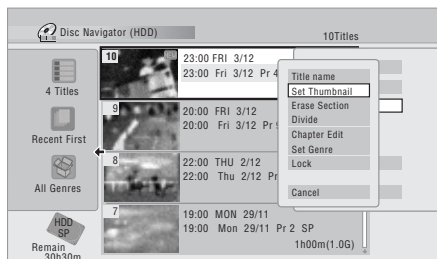 Disc Navigator (HDD)
10Titles
4 Titles
Recent First
All Genres
HDD
SP
Remain
30h30m
10
23:00 FRI 3/12
23:00 Fri 3/12 Pr 4
9
20:00 FRI 3/12
20:00 Fri 3/12 Pr
8
22:00 THU 2/12
22:00 Thu 2/12 Pr
7
19:00 MON 29/11
19:00 Mon 29/11 Pr 2 SP
1h00m(1.0G)
Title name
Set Thumbnail
Erase Section
Divide
Chapter Edit
Set Genre
Lock
Cancel